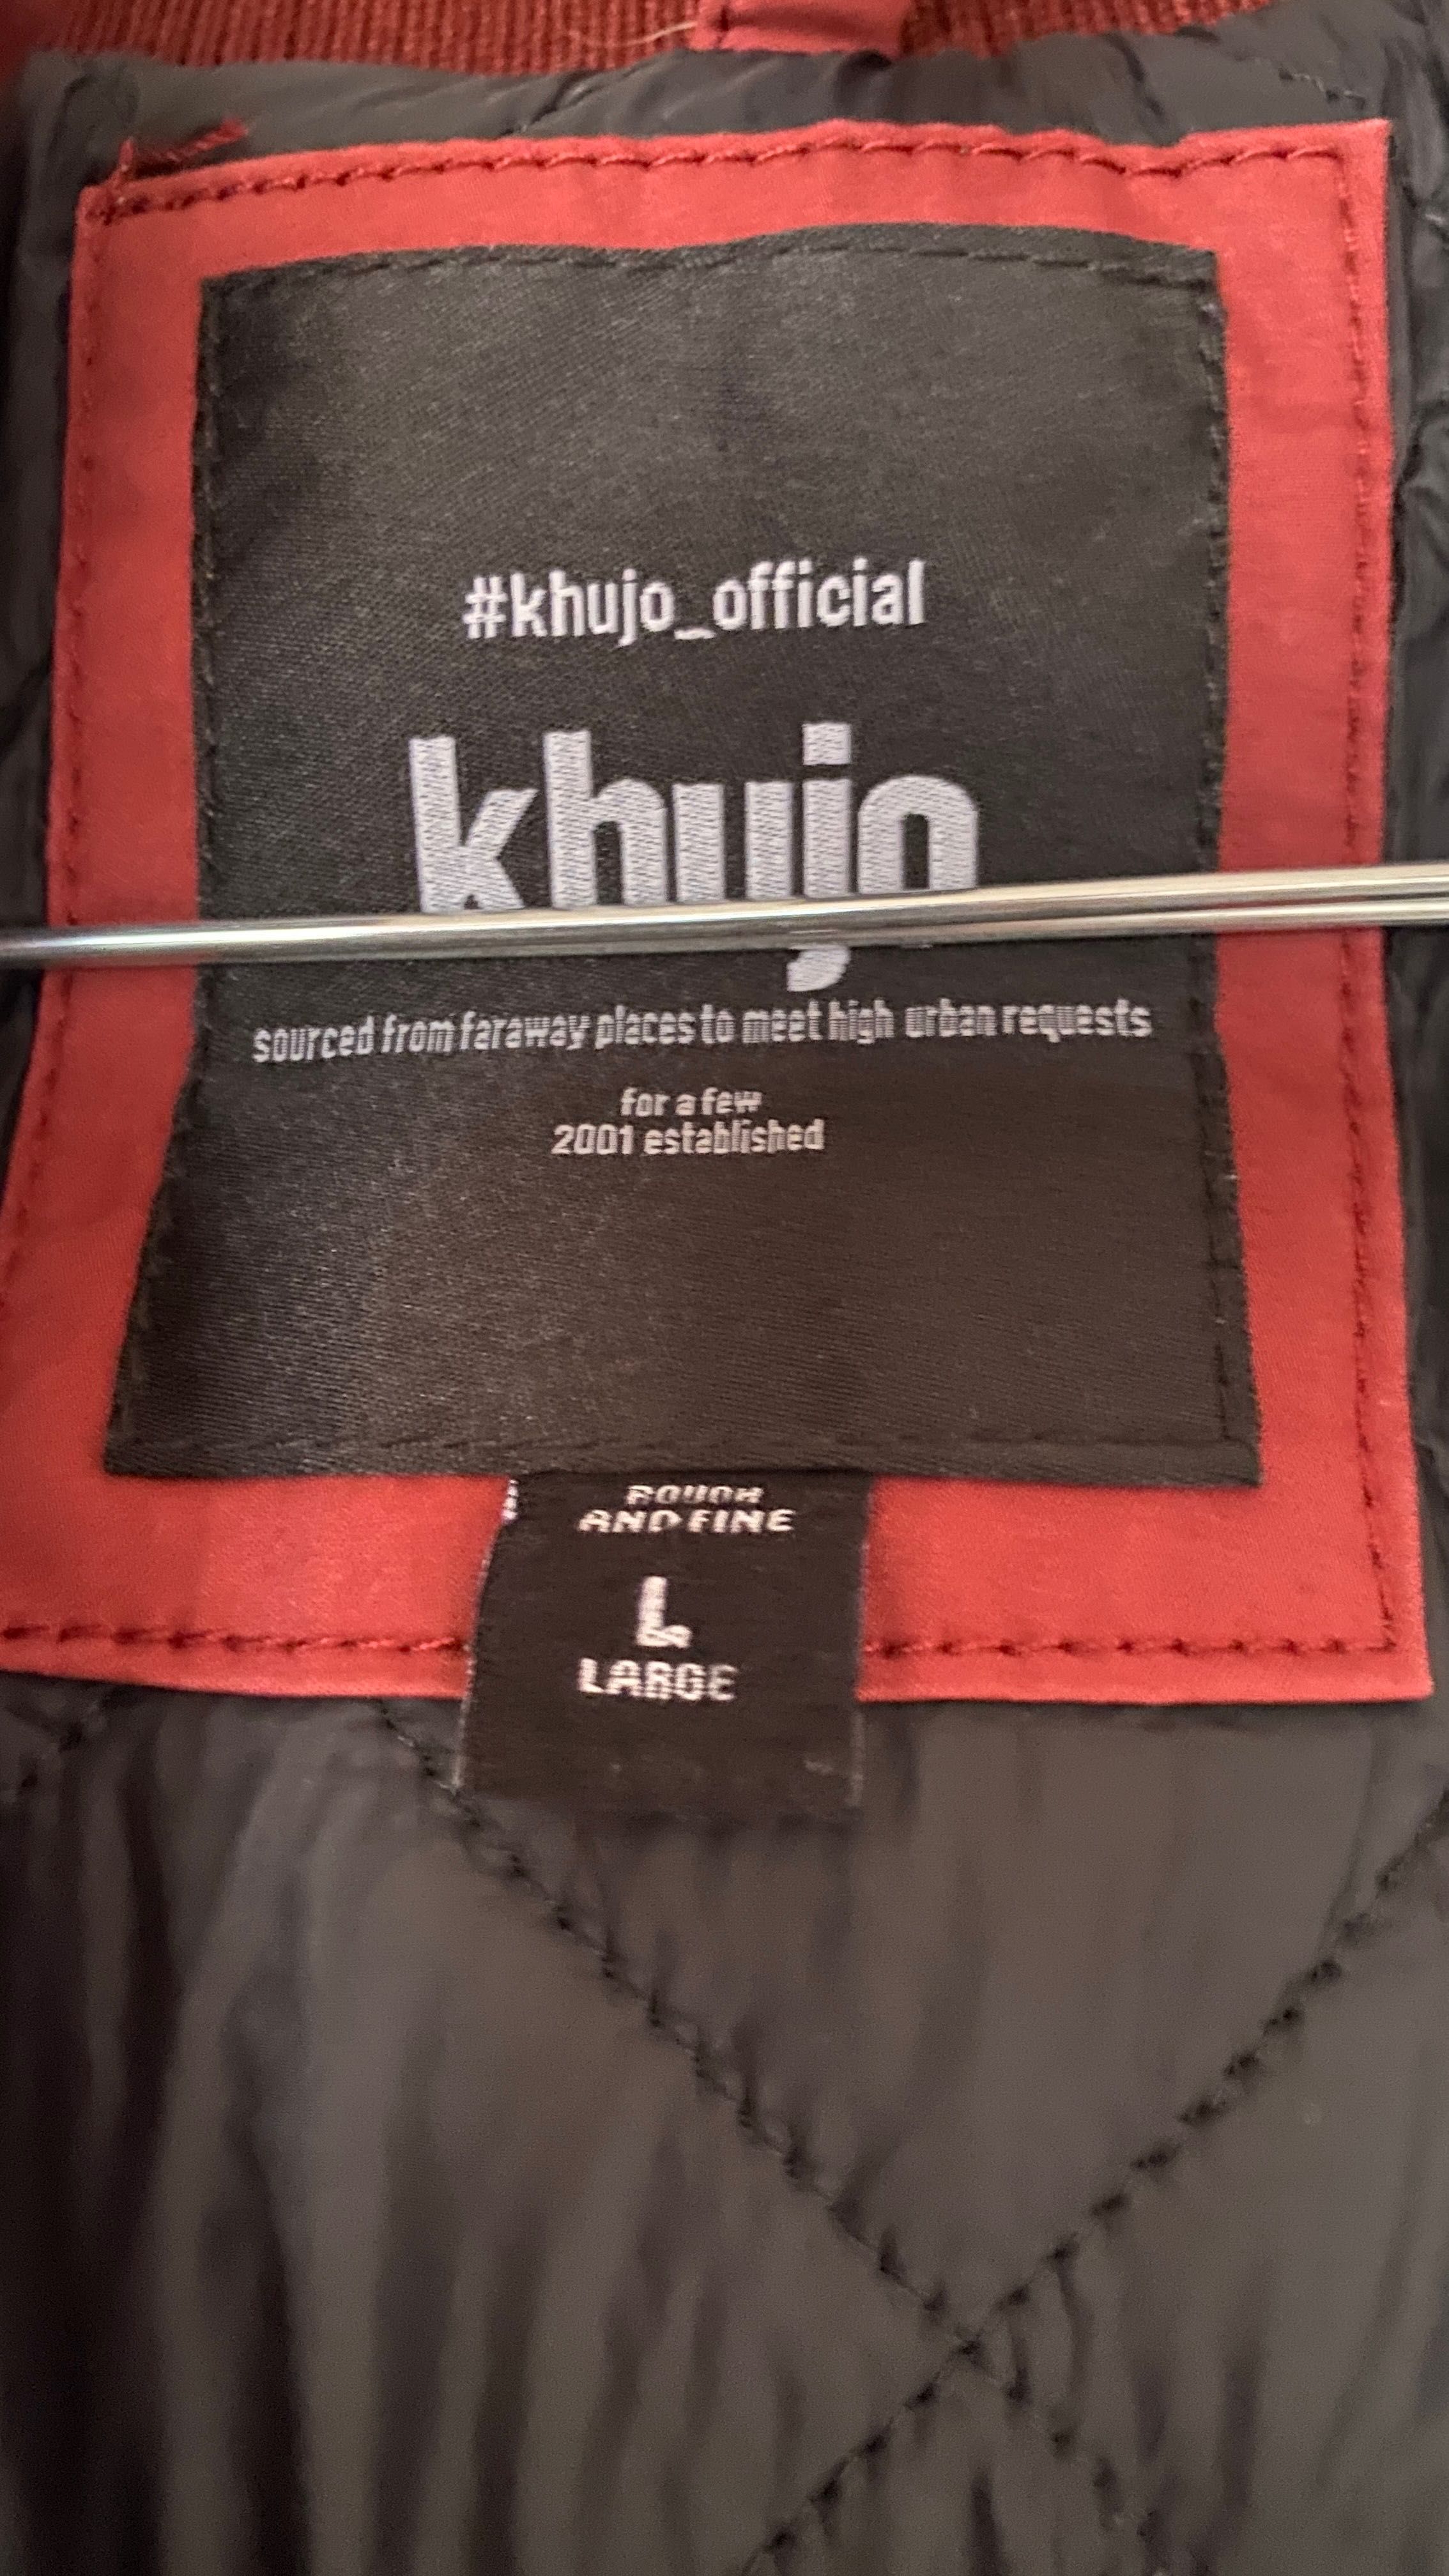 #khujo_official
khujo
sourced from faraway places to meet high urban requests
for a few
2001 established
ROUGH
AND FINE
L
LARGE